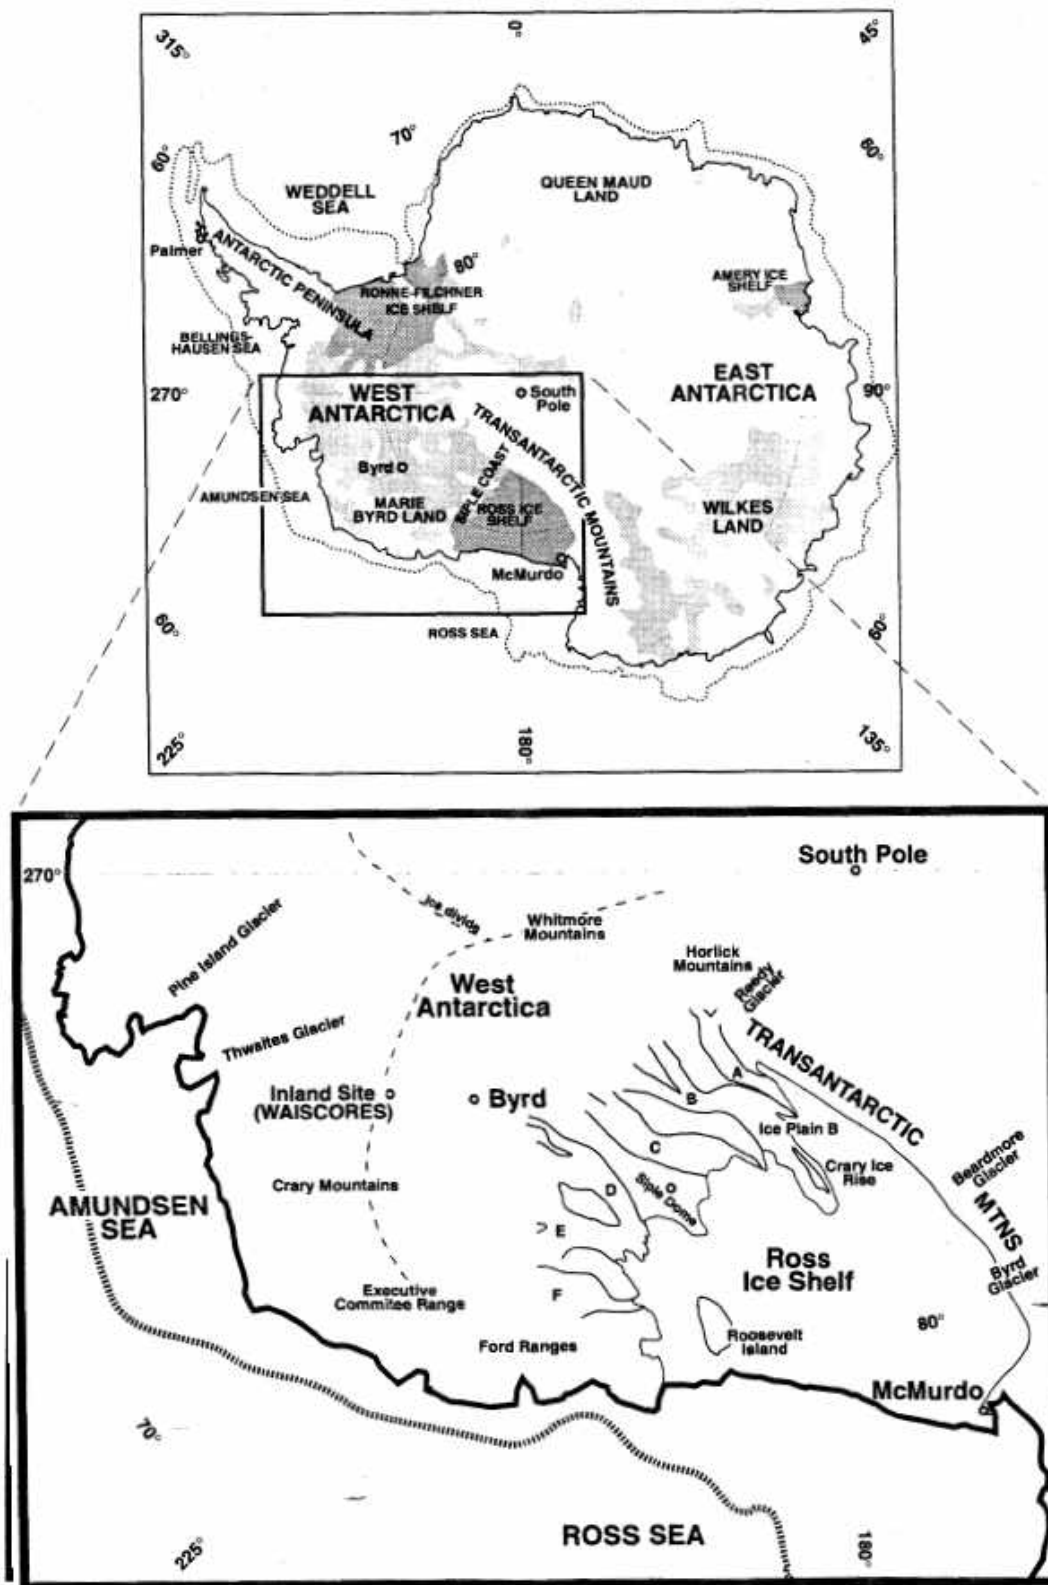 315°
0°
45°
60°
70°
60°
WEDDELL
SEA
QUEEN MAUD
LAND
Palmer
ANTARCTIC PENINSULA
80°
RONNE-FILCHNER
ICE SHELF
AMERY ICE
SHELF
BELLINGS-
HAUSEN SEA
270°
WEST
ANTARCTICA
South
Pole
EAST
ANTARCTICA
90°
TRANSANTARCTIC MOUNTAINS
Byrd
SIPLE COAST
AMUNDSEN SEA
MARIE
BYRD LAND
ROSS ICE
SHELF
WILKES
LAND
McMurdo
60°
ROSS SEA
60°
225°
180°
135°
270°
South Pole
Ice divide
Whitmore
Mountains
Pine Island Glacier
Horlick
Mountains
Reedy
Glacier
West
Antarctica
Thwaites Glacier
TRANSANTARCTIC
A
Inland Site
(WAISCORES)
Byrd
B
Ice Plain B
C
Crary Ice
Rise
Beardmore
Glacier
Crary Mountains
D
Siple Dome
AMUNDSEN
SEA
MTNS
E
Ross
Ice Shelf
Byrd
Glacier
Executive
Commitee Range
F
80°
Ford Ranges
Roosevelt
Island
McMurdo
70°
ROSS SEA
225°
180°